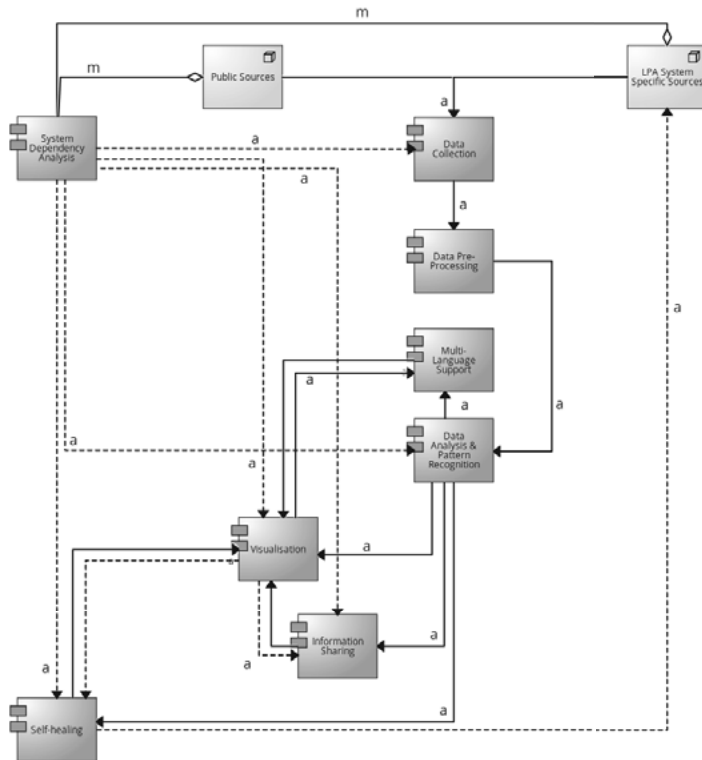 m
m
Public Sources
LPA System
Specific Sources
System
Dependency
Analysis
a
a
a
Data
Collection
a
Data Pre-
Processing
a
Multi-
Language
Support
a
a
a
a
Data
Analysis &
Pattern
Recognition
a
Visualisation
a
a
Information
Sharing
a
a
a
Self-healing